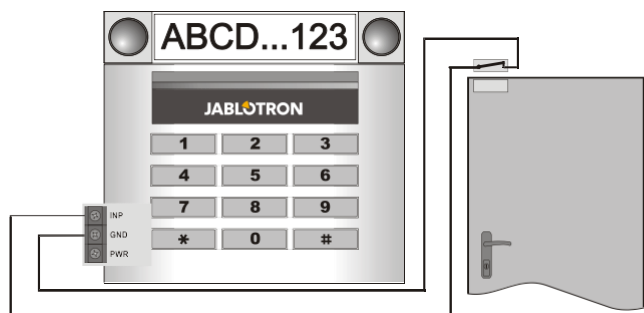 ABCD...123
JABLOTRON
1 2 3
4 5 6
7 8 9
* 0 #
INP
GND
PWR